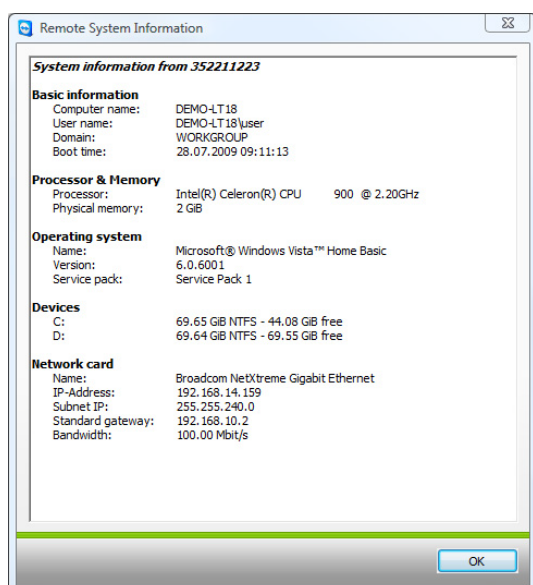 Remote System Information
System information from 352211223
Basic information
Computer name: DEMO-LT18
User name: DEMO-LT18\user
Domain: WORKGROUP
Boot time: 28.07.2009 09:11:13
Processor & Memory
Processor: Intel(R) Celeron(R) CPU 900 @ 2.20GHz
Physical memory: 2 GiB
Operating system
Name: Microsoft® Windows Vista™ Home Basic
Version: 6.0.6001
Service pack: Service Pack 1
Devices
C: 69.65 GiB NTFS - 44.08 GiB free
D: 69.64 GiB NTFS - 69.55 GiB free
Network card
Name: Broadcom NetXtreme Gigabit Ethernet
IP-Address: 192.168.14.159
Subnet IP: 255.255.240.0
Standard gateway: 192.168.10.2
Bandwidth: 100.00 Mbit/s
OK